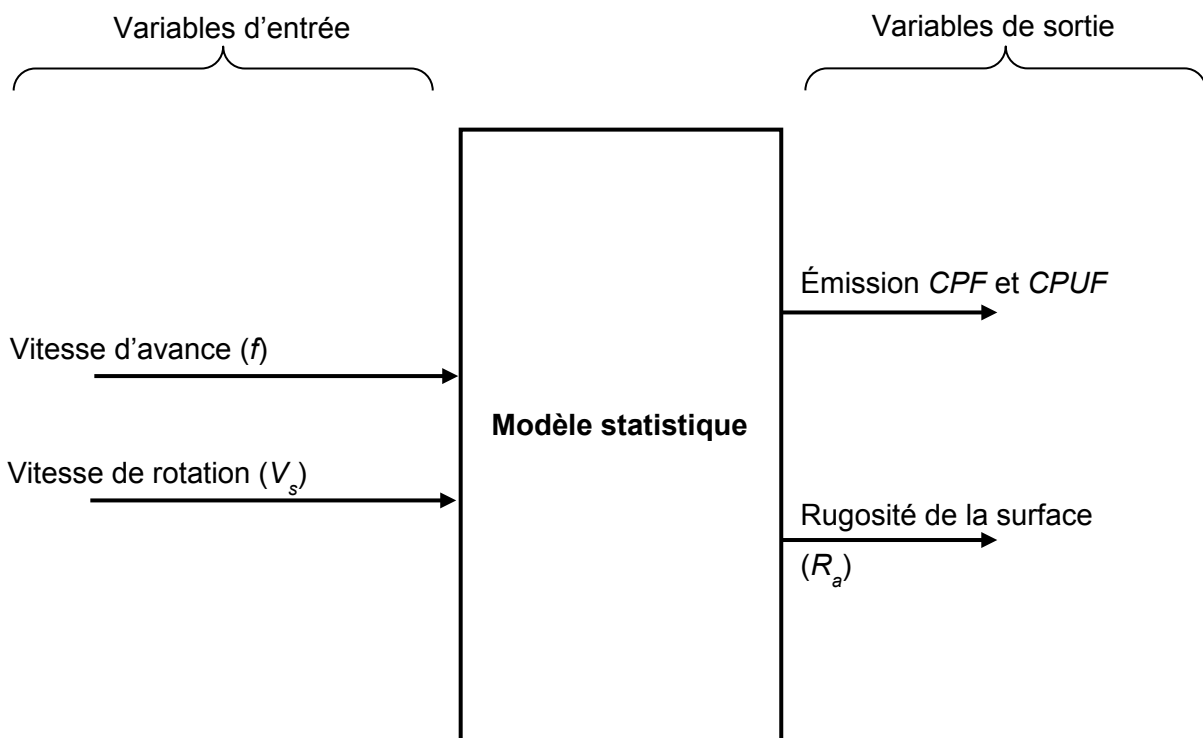 Variables d’entrée
Variables de sortie
Émission CPF et CPUF
Vitesse d’avance (f)
Modèle statistique
Vitesse de rotation (Vs)
Rugosité de la surface
(Ra)